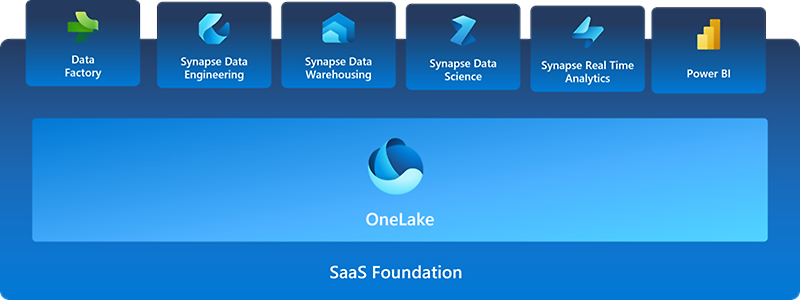 Data
Factory
Synapse Data
Engineering
Synapse Data
Warehousing
Synapse Data
Science
Synapse Real Time
Analytics
Power BI
OneLake
SaaS Foundation